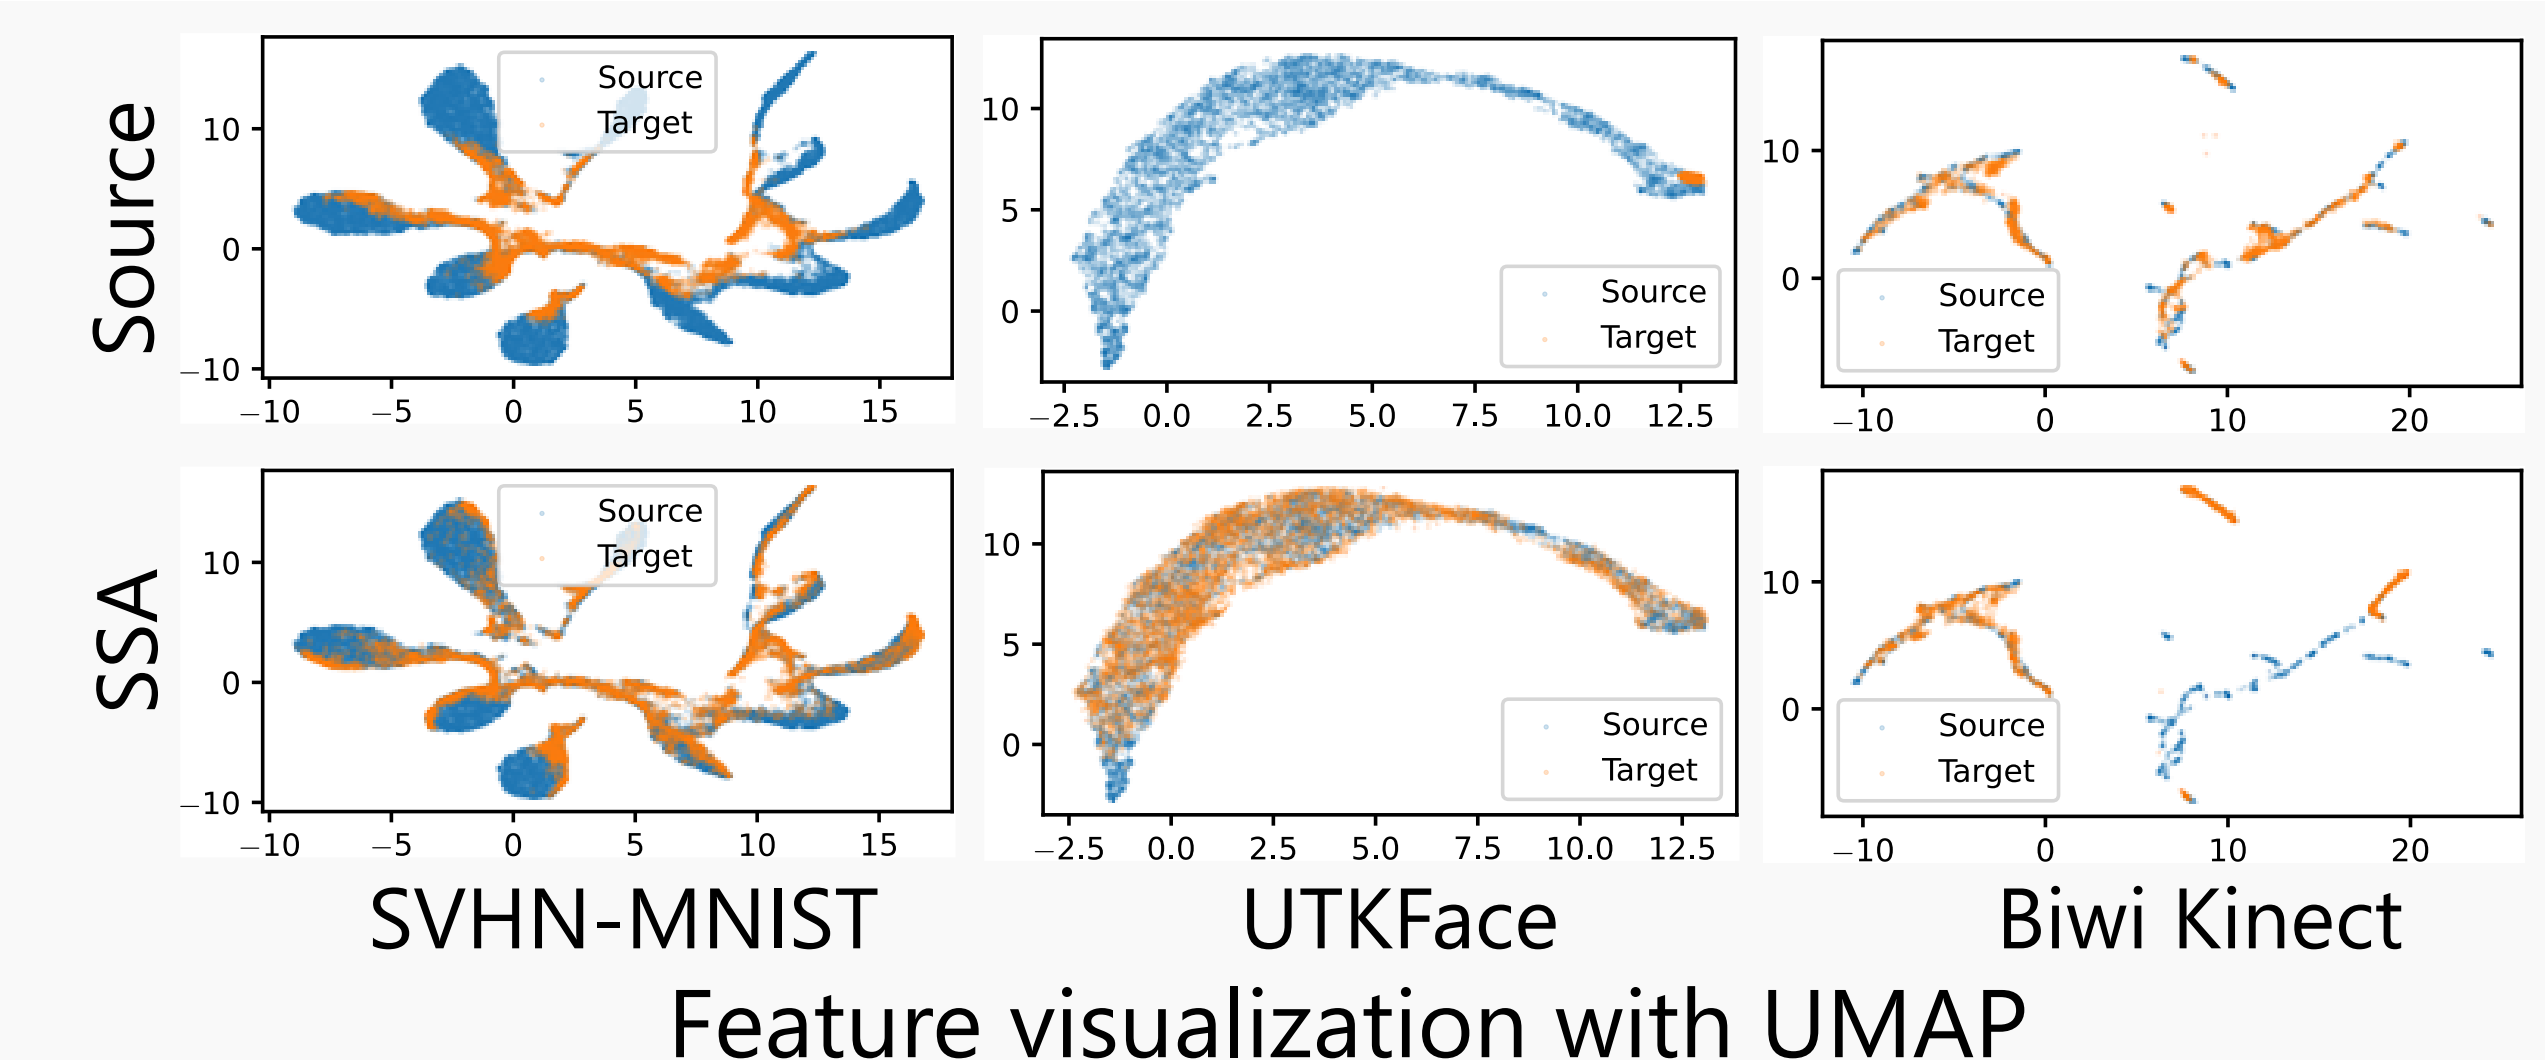 Source
Source
Target
10
0
−10
−10 −5 0 5 10 15
Source
Target
10
5
0
−2.5 0.0 2.5 5.0 7.5 10.0 12.5
Source
Target
10
0
−10 0 10 20
SSA
Source
Target
10
0
−10
−10 −5 0 5 10 15
Source
Target
10
5
0
−2.5 0.0 2.5 5.0 7.5 10.0 12.5
Source
Target
10
0
−10 0 10 20
SVHN-MNIST
UTKFace
Biwi Kinect
Feature visualization with UMAP